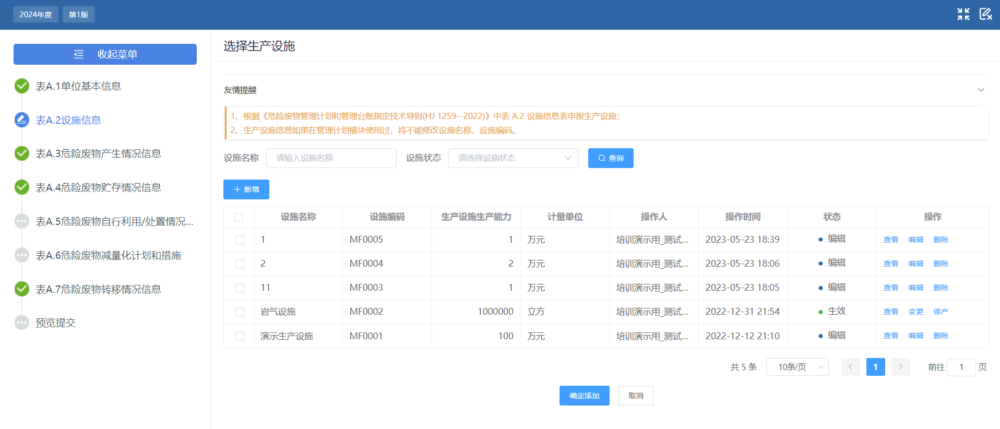 2024年度 第1版
收起菜单
表A.1单位基本信息
表A.2设施信息
表A.3危险废物产生情况信息
表A.4危险废物贮存情况信息
表A.5危险废物自行利用/处置情况...
表A.6危险废物减量化计划和措施
表A.7危险废物转移情况信息
预览提交
选择生产设施
友情提醒
1、根据《危险废物管理计划和管理台账指定技术导则(HJ 1259--2022)》中表 A.2 设施信息表申报生产设施；
2、生产设施信息如果在管理计划模块使用过，将不能修改设施名称、设施编码。
设施名称 请输入设施名称 设施状态 请选择设施状态 查询
新增
设施名称 设施编码 生产设施生产能力 计量单位 操作人 操作时间 状态 操作
1 MF0005 1 万元 培训演示用_测试... 2023-05-23 18:39 编辑 查看 编辑 删除
2 MF0004 2 万元 培训演示用_测试... 2023-05-23 18:06 编辑 查看 编辑 删除
11 MF0003 1 万元 培训演示用_测试... 2023-05-23 18:05 编辑 查看 编辑 删除
岩气设施 MF0002 1000000 立方 培训演示用_测试... 2022-12-31 21:54 生效 查看 变更 停产
演示生产设施 MF0001 100 万元 培训演示用_测试... 2022-12-12 21:10 编辑 查看 编辑 删除
共 5 条 10条/页 1 前往 1 页
确定添加 取消